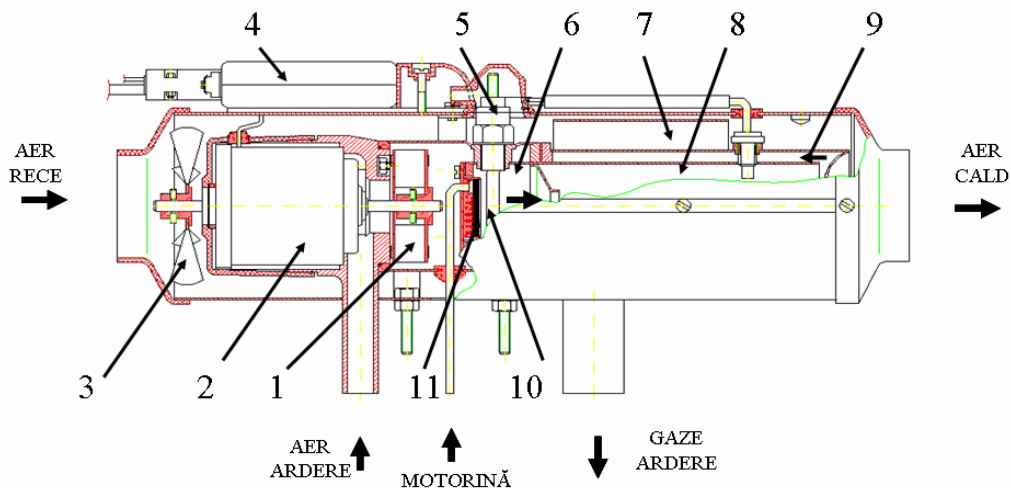 4
5
6
7
8
9
AER
RECE
AER
CALD
3
2
1
11
10
AER
ARDERE
MOTORINĂ
GAZE
ARDERE